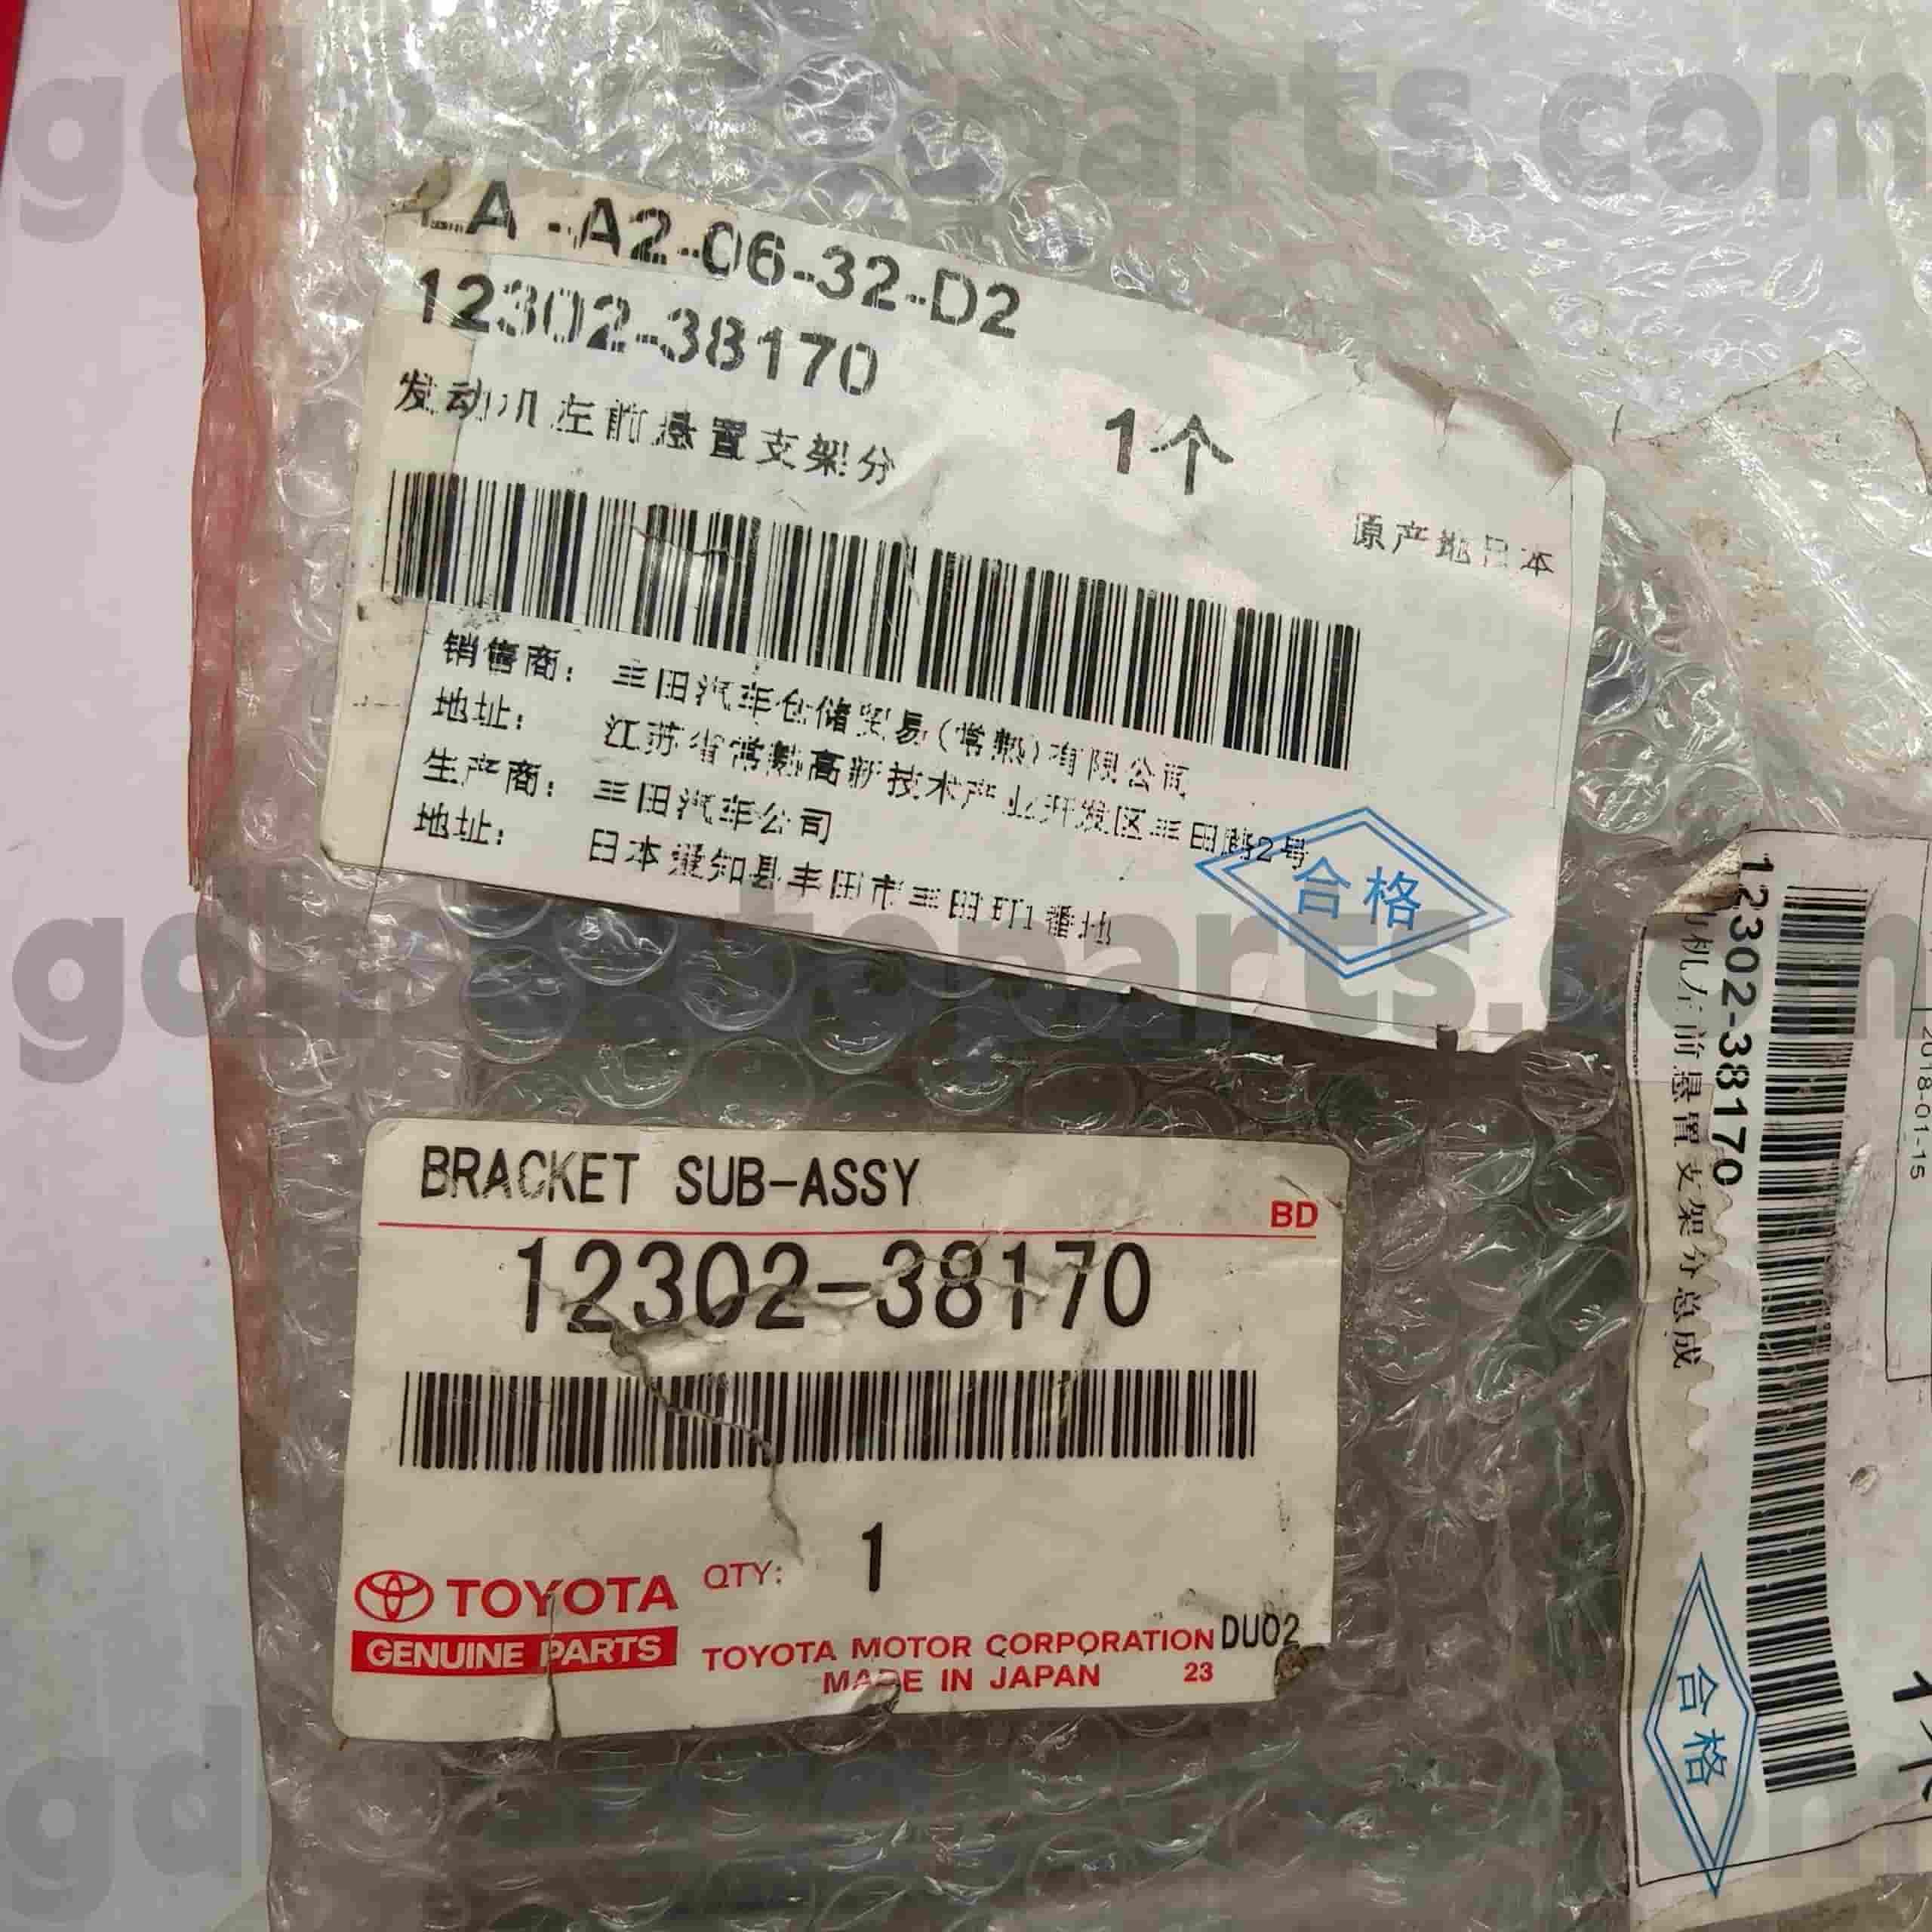 LA-A2-06-32-D2
12302-38170
发动机左前悬置支架分
1个
原产地日本
销售商: 丰田汽车仓储贸易(常熟)有限公司
地址: 江苏省常熟高新技术产业开发区丰田路2号
生产商: 丰田汽车公司
地址: 日本爱知县丰田市丰田町1番地
合格
BRACKET SUB-ASSY
BD
12302-38170
QTY: 1
TOYOTA
GENUINE PARTS
TOYOTA MOTOR CORPORATION DU02
MADE IN JAPAN 23
12302-38170
机左前悬置支架分总成
2018-01-15
合格
parts.com